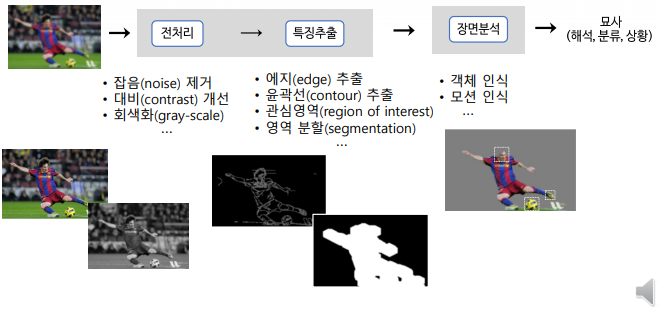 전처리
특징추출
장면분석
묘사
(해석, 분류, 상황)
• 잡음(noise) 제거
• 대비(contrast) 개선
• 회색화(gray-scale)
...
• 에지(edge) 추출
• 윤곽선(contour) 추출
• 관심영역(region of interest)
• 영역 분할(segmentation)
...
• 객체 인식
• 모션 인식
...